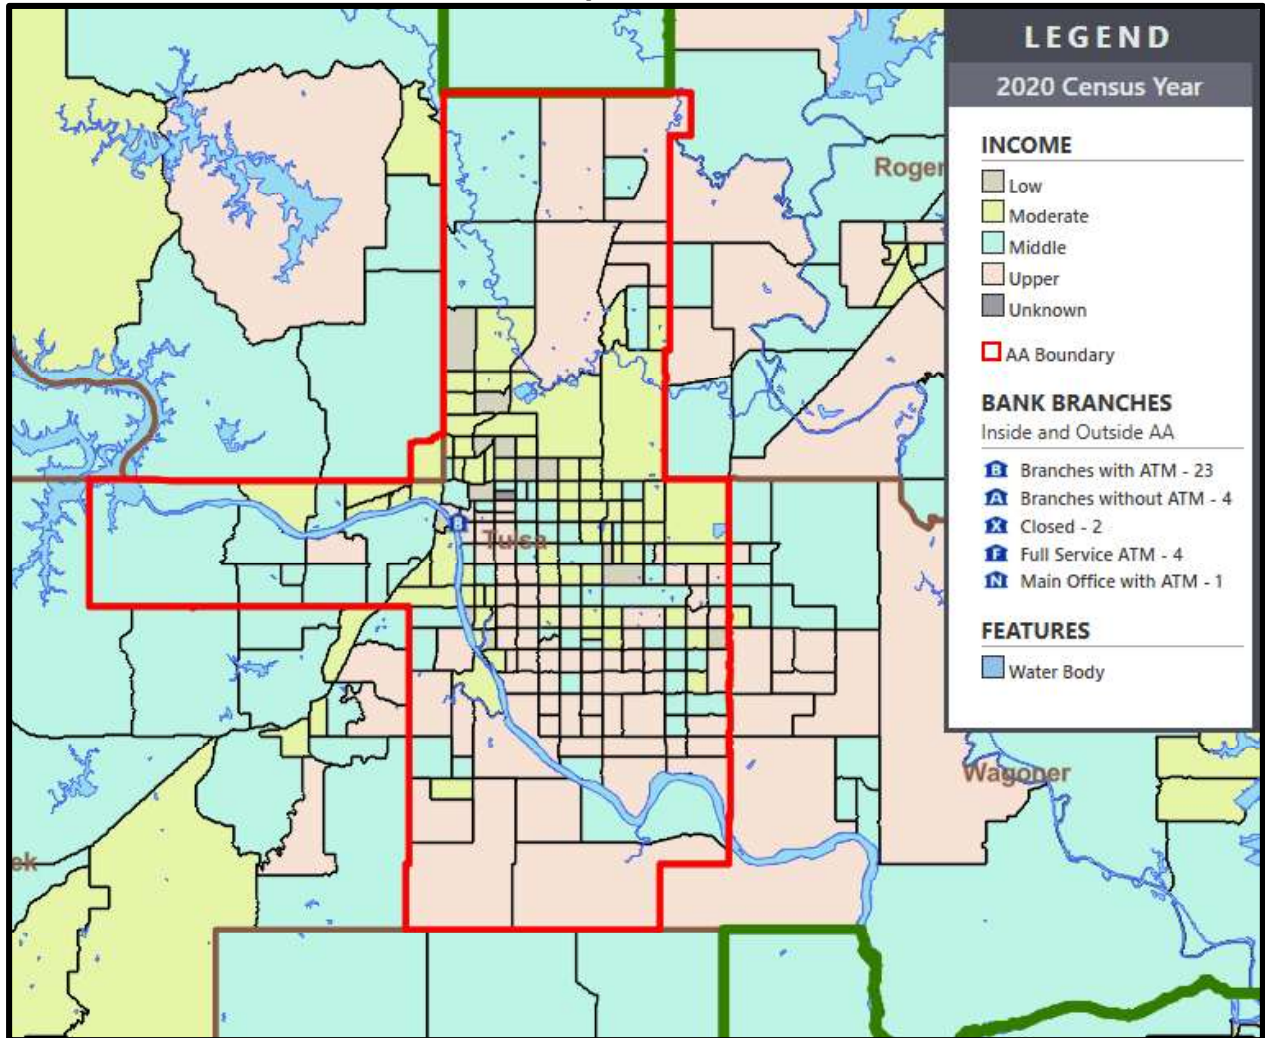 LEGEND
2020 Census Year
INCOME
Low
Moderate
Middle
Upper
Unknown
AA Boundary
BANK BRANCHES
Inside and Outside AA
B Branches with ATM - 23
A Branches without ATM - 4
X Closed - 2
F Full Service ATM - 4
N Main Office with ATM - 1
FEATURES
Water Body
Roger
B
Tulsa
Wagoner
ek